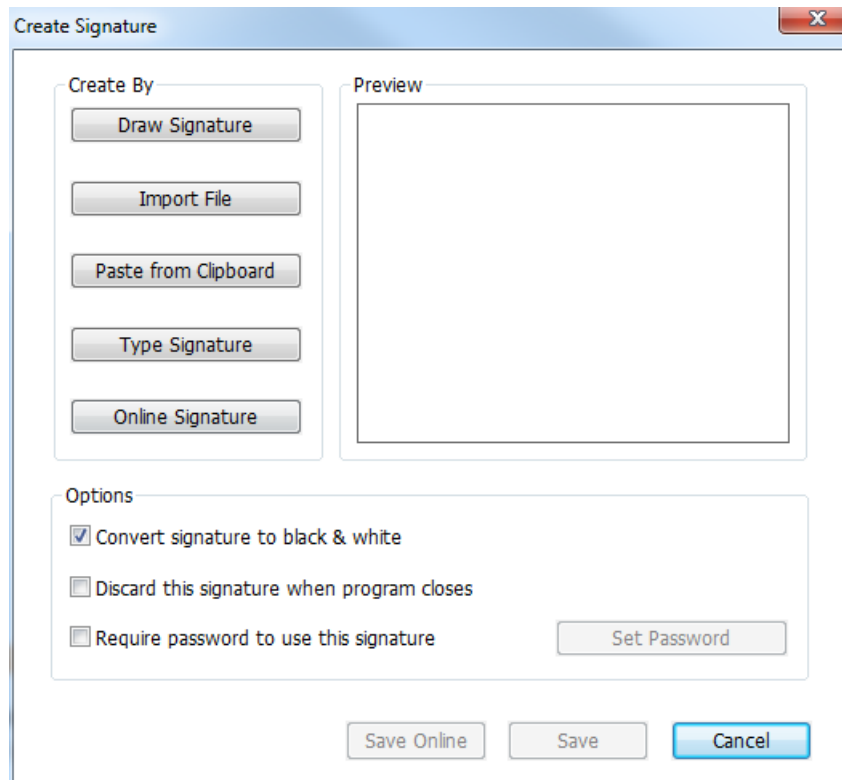 Create Signature
Create By
Draw Signature
Import File
Paste from Clipboard
Type Signature
Online Signature
Preview
Options
Convert signature to black & white
Discard this signature when program closes
Require password to use this signature
Set Password
Save Online
Save
Cancel